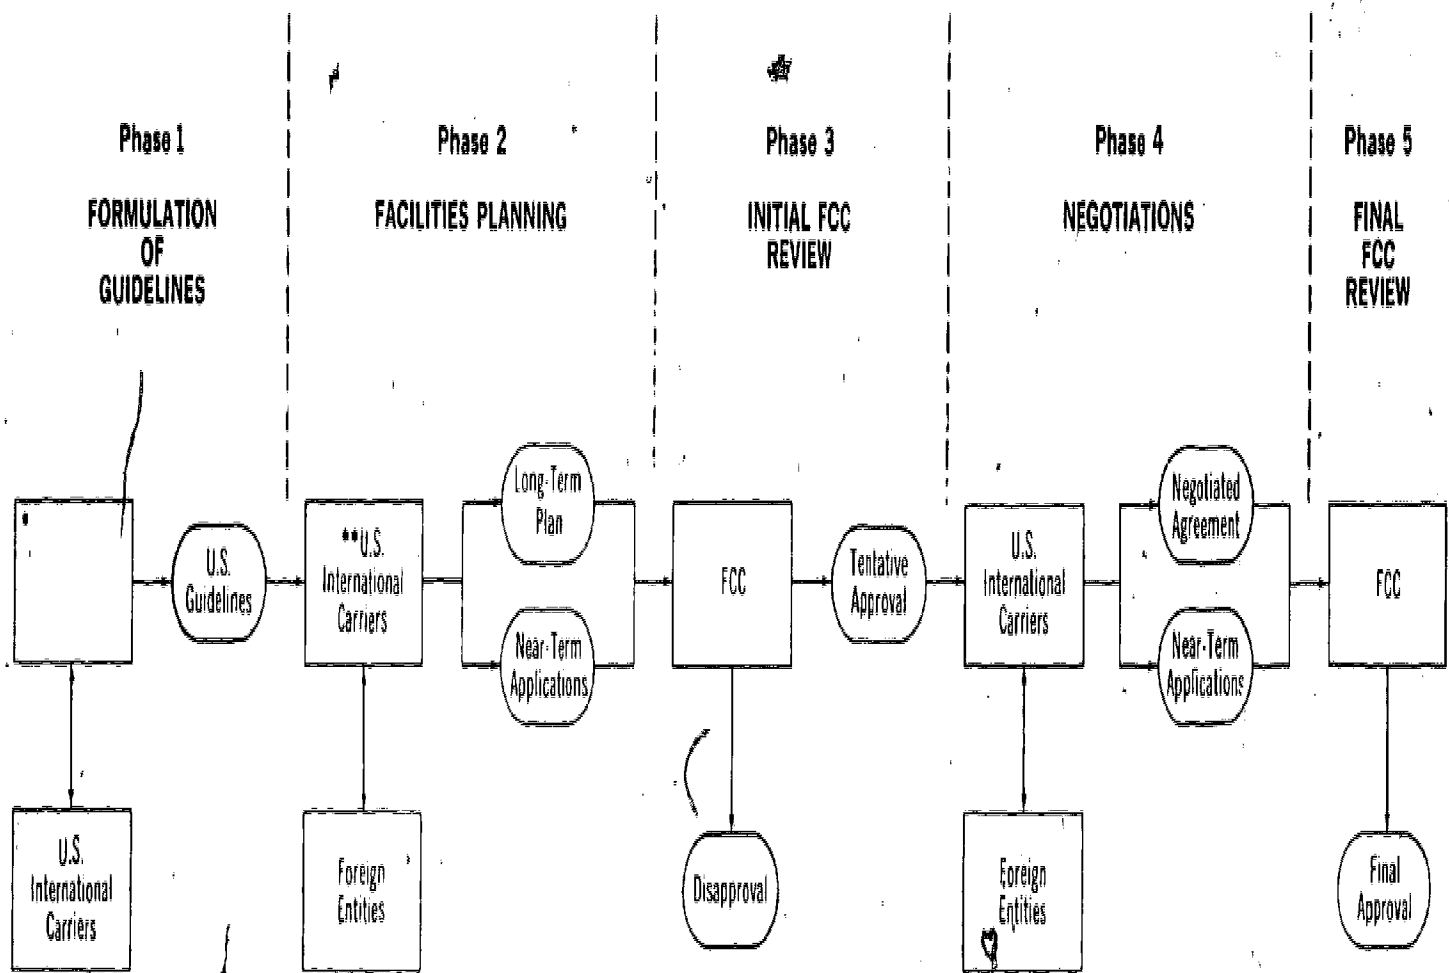 Phase 1
FORMULATION
OF
GUIDELINES
Phase 2
FACILITIES PLANNING
Phase 3
INITIAL FCC
REVIEW
Phase 4
NEGOTIATIONS
Phase 5
FINAL
FCC
REVIEW
*
U.S.
International
Carriers
U.S.
Guidelines
**U.S.
International
Carriers
Foreign
Entities
Long-Term
Plan
Near-Term
Applications
FCC
Disapproval
Tentative
Approval
U.S.
International
Carriers
Foreign
Entities
Negotiated
Agreement
Near-Term
Applications
FCC
Final
Approval